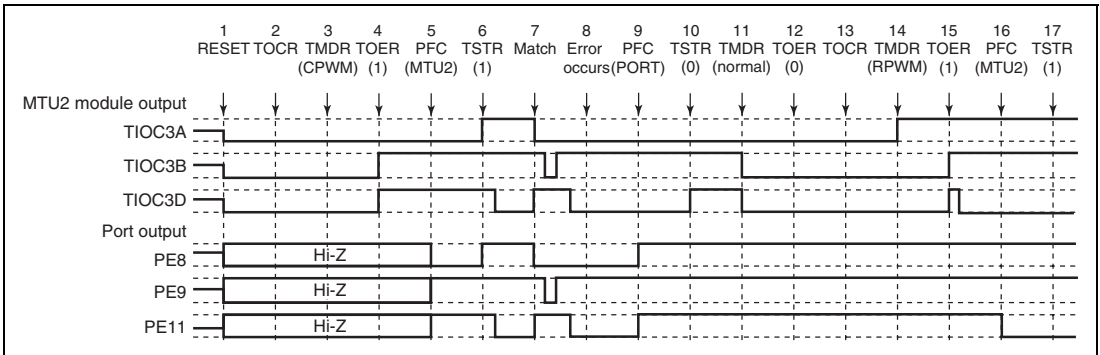 1 2 3 4 5 6 7 8 9 10 11 12 13 14 15 16 17
RESET TOCR TMDR TOER PFC TSTR Match Error PFC TSTR TMDR TOER TOCR TMDR TOER PFC TSTR
(CPWM) (1) (MTU2) (1) occurs (PORT) (0) (normal) (0) (RPWM) (1) (MTU2) (1)
MTU2 module output
TIOC3A
TIOC3B
TIOC3D
Port output
PE8 Hi-Z
PE9 Hi-Z
PE11 Hi-Z